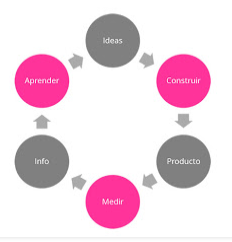 Ideas
Construir
Producto
Medir
Info
Aprender